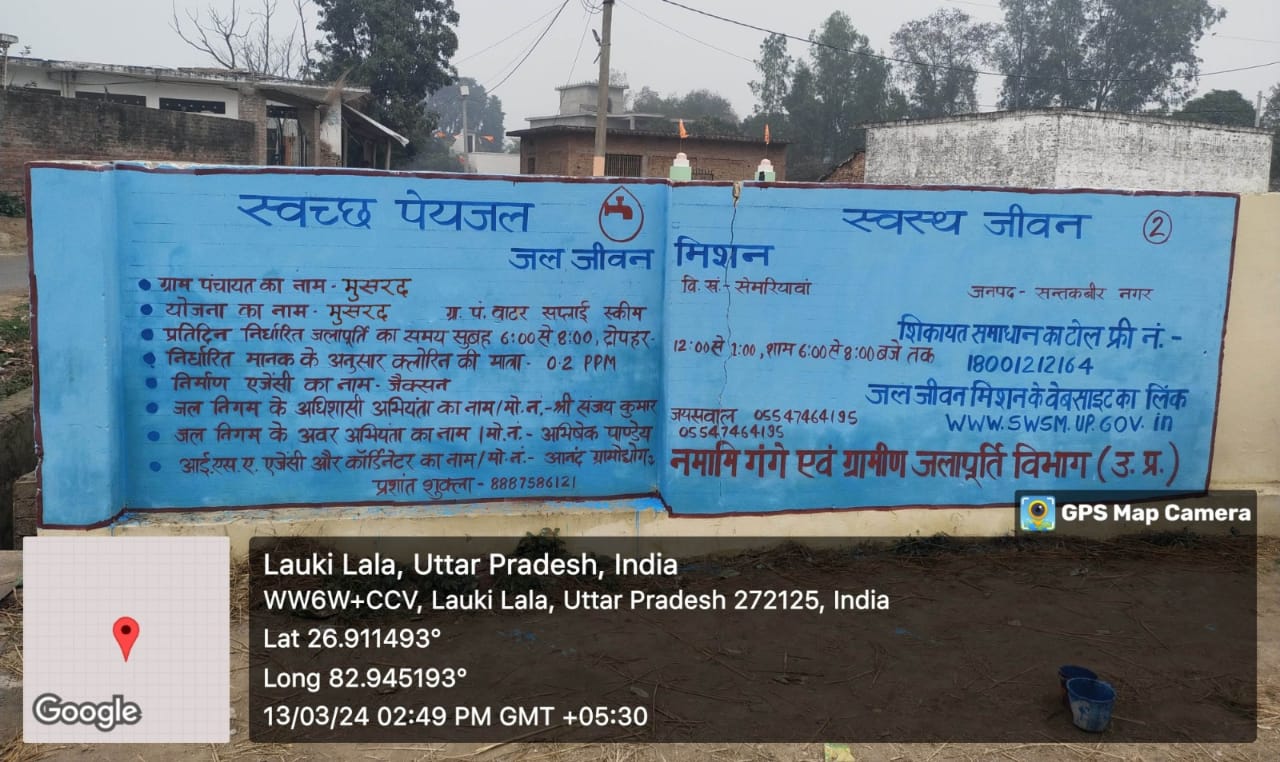 स्वच्छ पेयजल स्वस्थ जीवन 2
जल जीवन मिशन
ग्राम पंचायत का नाम - मुसरद वि. खं - सेमरियावां जनपद - सन्तकबीर नगर
योजना का नाम - मुसरद ग्रा. पं. वाटर सप्लाई स्कीम
प्रतिदिन निर्धारित जलापूर्ति का समय सुबह 6:00 से 8:00, दोपहर- 12:00 से 1:00, शाम 6:00 से 8:00 बजे तक
निर्धारित मानक के अनुसार क्लोरिन की मात्रा - 0.2 PPM
निर्माण एजेंसी का नाम - जैक्सन
जल निगम के अधिशासी अभियंता का नाम/मो.नं.-श्री संजय कुमार जयसवाल 05547464195
जल निगम के अवर अभियंता का नाम/मो.नं.- अभिषेक पाण्डेय 05547464195
आई.एस.ए. एजेंसी और कॉर्डिनेटर का नाम/मो.नं.- आनंद ग्रामोद्योग,
प्रशांत शुक्ला - 8887586121
शिकायत समाधान का टोल फ्री नं. -
18001212164
जल जीवन मिशन के वेबसाइट का लिंक
WWW.SWSM.UP.GOV.in
नमामि गंगे एवं ग्रामीण जलापूर्ति विभाग (उ.प्र.)
GPS Map Camera
Lauki Lala, Uttar Pradesh, India
WW6W+CCV, Lauki Lala, Uttar Pradesh 272125, India
Lat 26.911493°
Long 82.945193°
13/03/24 02:49 PM GMT +05:30
Google